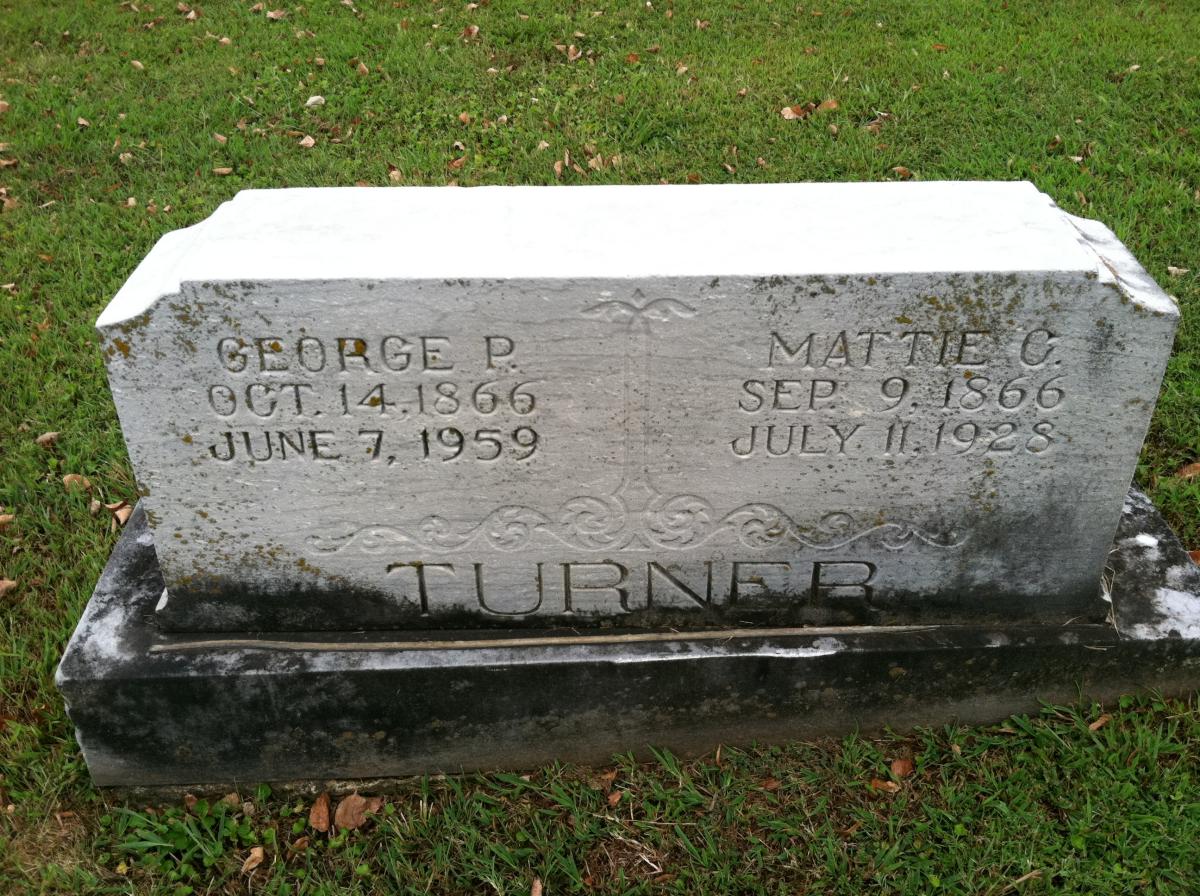 GEORGE P.
OCT. 14, 1866
JUNE 7, 1959
MATTIE C.
SEP. 9, 1866
JULY 11, 1928
TURNER